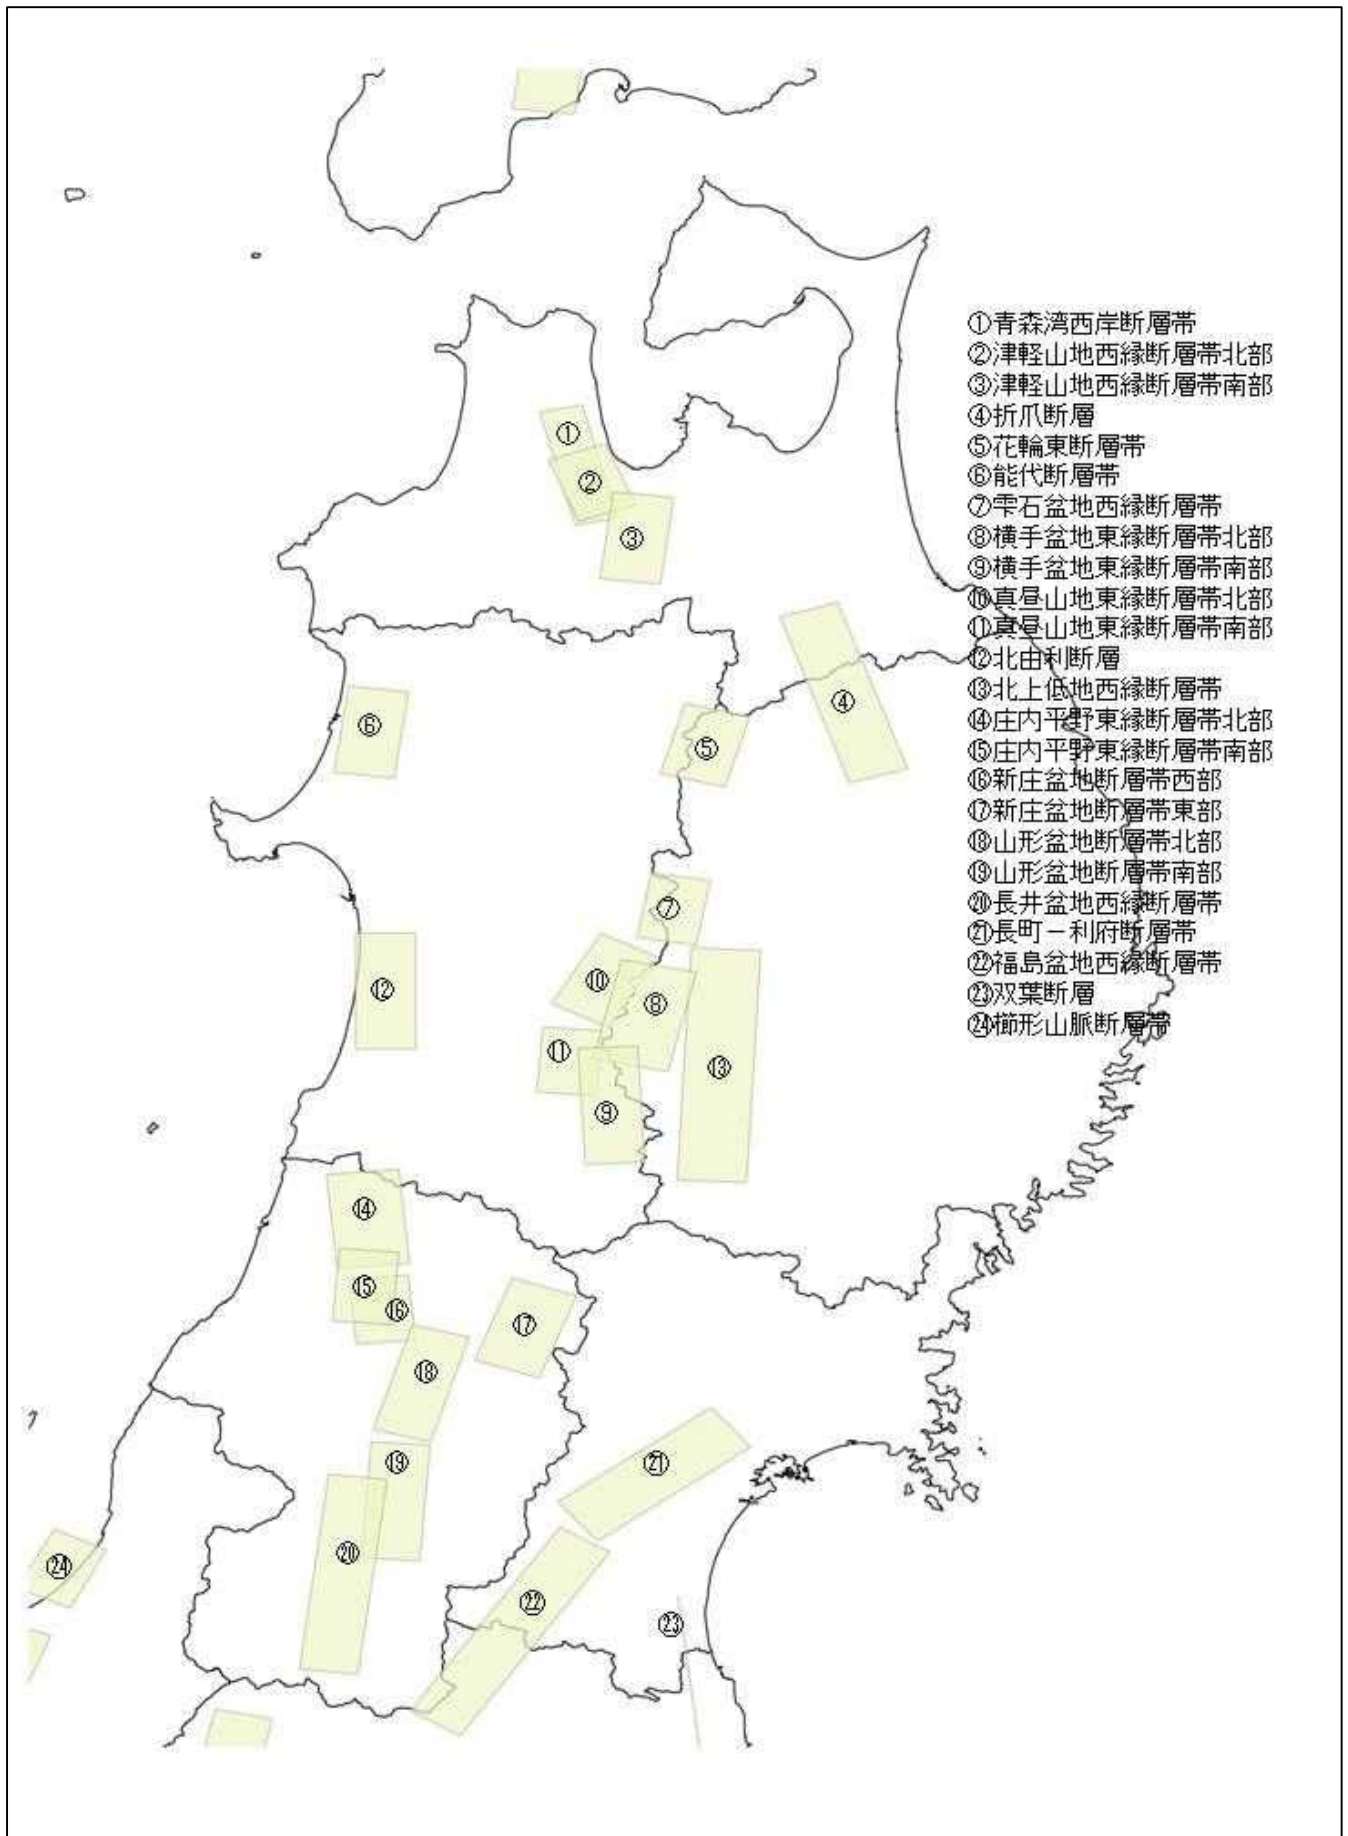 ①青森湾西岸断層帯
②津軽山地西縁断層帯北部
③津軽山地西縁断層帯南部
④折爪断層
⑤花輪東断層帯
⑥能代断層帯
⑦雫石盆地西縁断層帯
⑧横手盆地東縁断層帯北部
⑨横手盆地東縁断層帯南部
⑩真昼山地東縁断層帯北部
⑪真昼山地東縁断層帯南部
⑫北由利断層
⑬北上低地西縁断層帯
⑭庄内平野東縁断層帯北部
⑮庄内平野東縁断層帯南部
⑯新庄盆地断層帯西部
⑰新庄盆地断層帯東部
⑱山形盆地断層帯北部
⑲山形盆地断層帯南部
⑳長井盆地西縁断層帯
㉑長町－利府断層帯
㉒福島盆地西縁断層帯
㉓双葉断層
㉔櫛形山脈断層帯
①
②
③
④
⑥
⑤
⑦
⑩
⑫
⑧
⑪
⑬
⑨
⑭
⑮
⑯
⑰
⑱
⑲
㉑
⑳
㉔
㉒
㉓